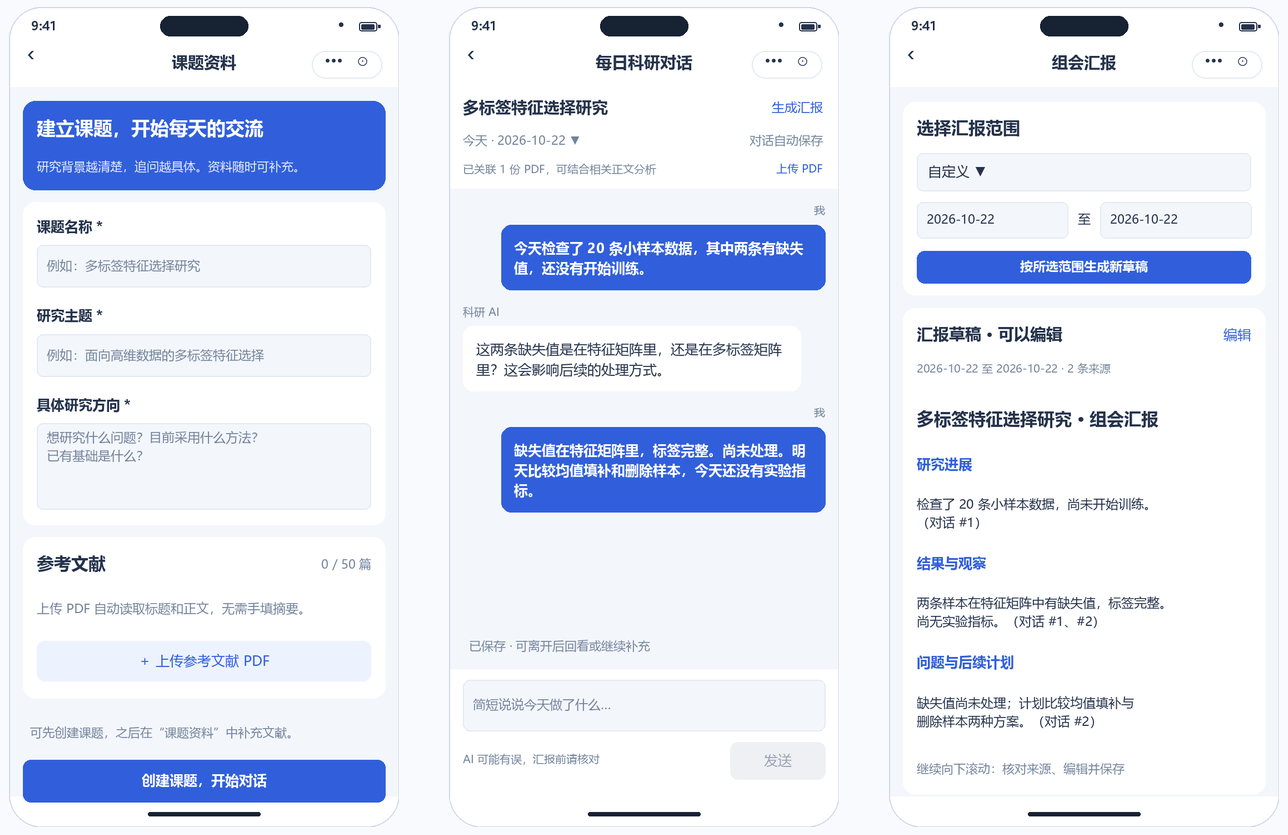 9:41
‹
课题资料
••• ⊙
建立课题，开始每天的交流
研究背景越清楚，追问越具体。资料随时可补充。
课题名称 *
例如：多标签特征选择研究
研究主题 *
例如：面向高维数据的多标签特征选择
具体研究方向 *
想研究什么问题？目前采用什么方法？
已有基础是什么？
参考文献
0 / 50 篇
上传 PDF 自动读取标题和正文，无需手填摘要。
+ 上传参考文献 PDF
可先创建课题，之后在“课题资料”中补充文献。
创建课题，开始对话
9:41
‹
每日科研对话
••• ⊙
多标签特征选择研究
生成汇报
今天 · 2026-10-22 ▼
对话自动保存
已关联 1 份 PDF，可结合相关正文分析
上传 PDF
我
今天检查了 20 条小样本数据，其中两条有缺失
值，还没有开始训练。
科研 AI
这两条缺失值是在特征矩阵里，还是在多标签矩阵
里？这会影响后续的处理方式。
我
缺失值在特征矩阵里，标签完整。尚未处理。明
天比较均值填补和删除样本，今天还没有实验指
标。
已保存 · 可离开后回看或继续补充
简短说说今天做了什么...
AI 可能有误，汇报前请核对
发送
9:41
‹
组会汇报
••• ⊙
选择汇报范围
自定义 ▼
2026-10-22
至
2026-10-22
按所选范围生成新草稿
汇报草稿 · 可以编辑
编辑
2026-10-22 至 2026-10-22 · 2 条来源
多标签特征选择研究 · 组会汇报
研究进展
检查了 20 条小样本数据，尚未开始训练。
（对话 #1）
结果与观察
两条样本在特征矩阵中有缺失值，标签完整。
尚无实验指标。（对话 #1、#2）
问题与后续计划
缺失值尚未处理；计划比较均值填补与
删除样本两种方案。（对话 #2）
继续向下滚动：核对来源、编辑并保存